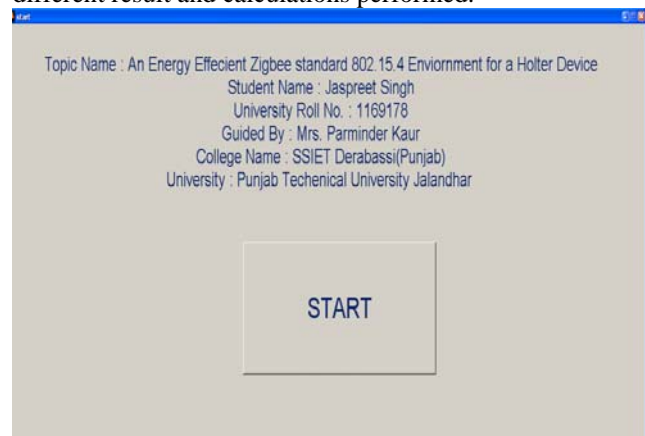 different result and calculations performed.
start
Topic Name : An Energy Effecient Zigbee standard 802.15.4 Enviornment for a Holter Device
Student Name : Jaspreet Singh
University Roll No. : 1169178
Guided By : Mrs. Parminder Kaur
College Name : SSIET Derabassi(Punjab)
University : Punjab Techenical University Jalandhar
START